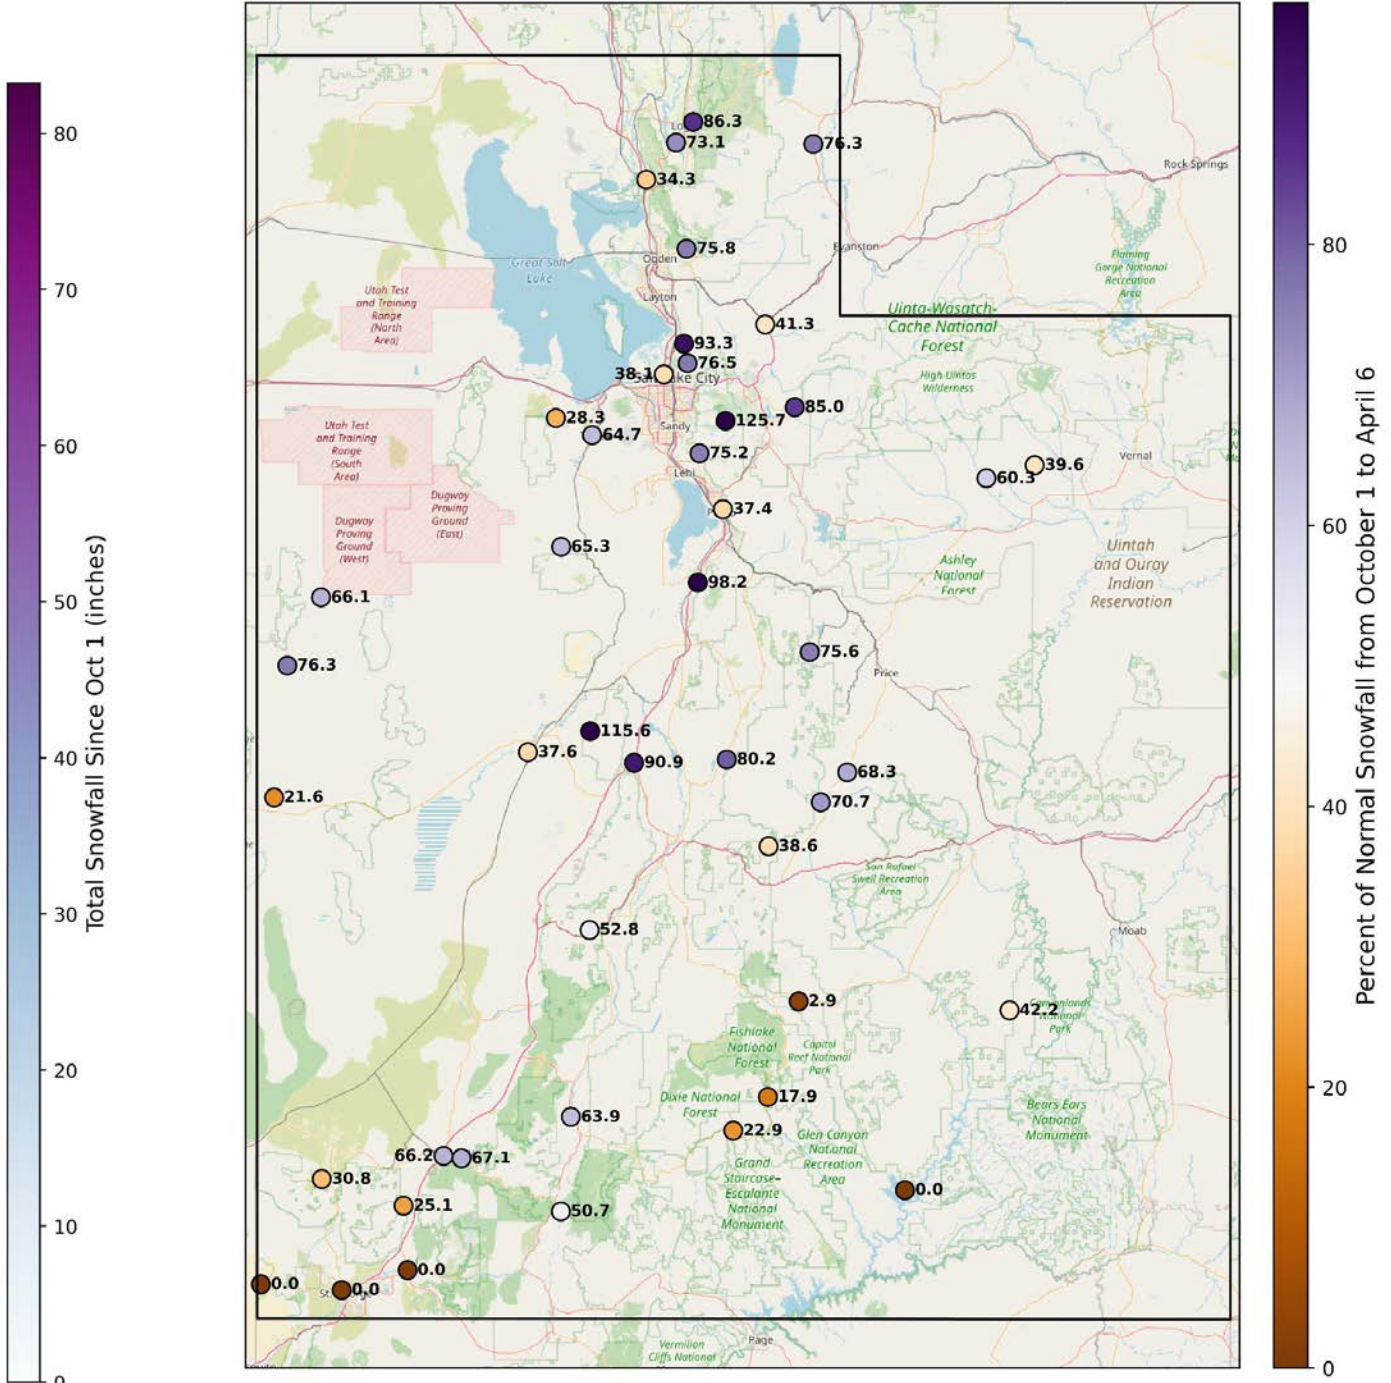 80
70
60
50
40
30
20
10
0
Total Snowfall Since Oct 1 (inches)
86.3
73.1
76.3
Rock Springs
34.3
75.8
Evanston
Ogden
Great Salt
Lake
Flaming
Gorge National
Recreation
Area
Utah Test
and Training
Range
(North
Area)
Layton
Uinta-Wasatch-
Cache National
Forest
41.3
93.3
76.5
38.1
Salt Lake City
High Uintas
Wilderness
85.0
28.3
125.7
64.7
Sandy
Utah Test
and Training
Range
(South
Area)
75.2
Vernal
39.6
60.3
Lehi
Dugway
Proving
Ground
(East)
37.4
Dugway
Proving
Ground
(West)
65.3
Ashley
National
Forest
Uintah
and Ouray
Indian
Reservation
98.2
66.1
75.6
76.3
Price
115.6
37.6
90.9
80.2
68.3
21.6
70.7
38.6
San Rafael
Swell Recreation
Area
52.8
Moab
2.9
42.2
Canyonlands
National
Park
Fishlake
National
Forest
Capitol
Reef National
Park
17.9
Dixie National
Forest
63.9
22.9
Bears Ears
National
Monument
Glen Canyon
National
Recreation
Area
66.2
67.1
Grand
Staircase-
Escalante
National
Monument
30.8
0.0
25.1
50.7
0.0
0.0
0.0
Page
Vermilion
Cliffs National
80
60
40
20
0
Percent of Normal Snowfall from October 1 to April 6